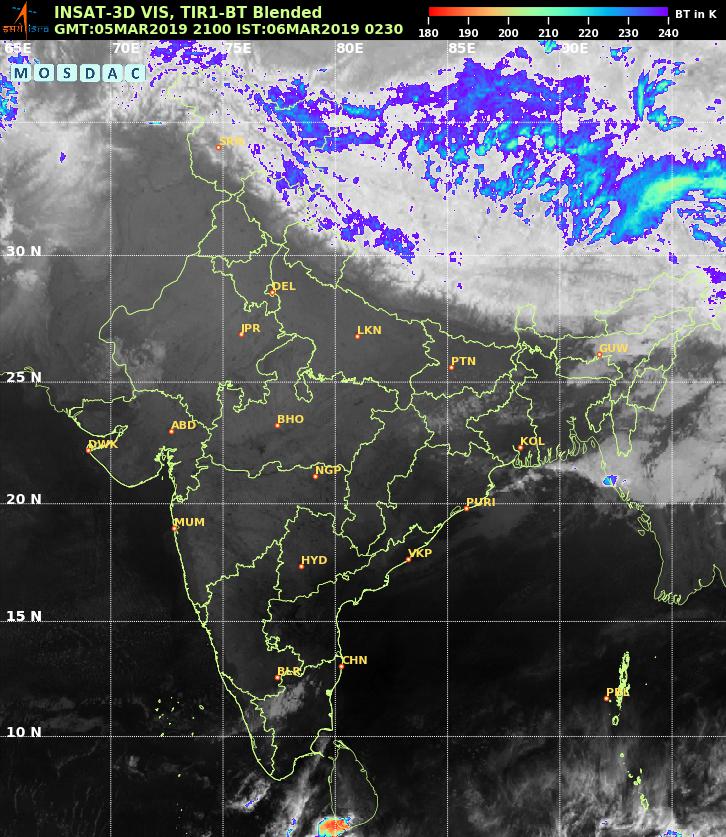 INSAT-3D VIS, TIR1-BT Blended
GMT:05MAR2019 2100 IST:06MAR2019 0230
BT in K
180 190 200 210 220 230 240
65E 70E 75E 80E 85E 90E
MOSDAC
SRN
30 N
DEL
JPR
LKN
GUW
PTN
25 N
ABD
BHO
DWK
KOL
NGP
20 N
PURI
MUM
VKP
HYD
15 N
CHN
BLR
PBL
10 N